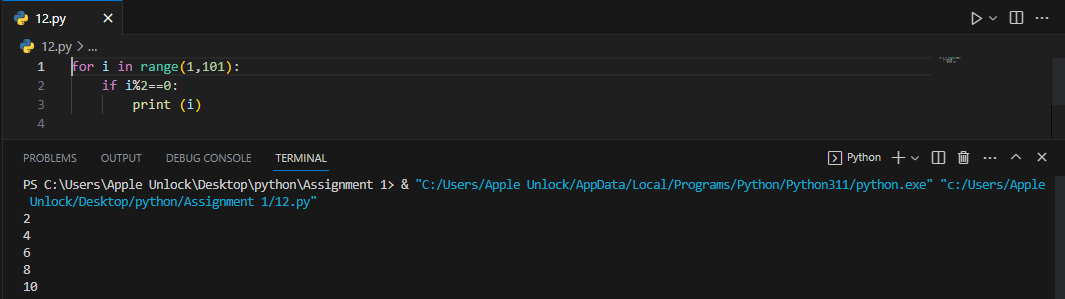 12.py
12.py > ...
1 for i in range(1,101):
2 if i%2==0:
3 print (i)
4
PROBLEMS OUTPUT DEBUG CONSOLE TERMINAL Python
PS C:\Users\Apple Unlock\Desktop\python\Assignment 1> & "C:/Users/Apple Unlock/AppData/Local/Programs/Python/Python311/python.exe" "c:/Users/Apple
Unlock/Desktop/python/Assignment 1/12.py"
2
4
6
8
10